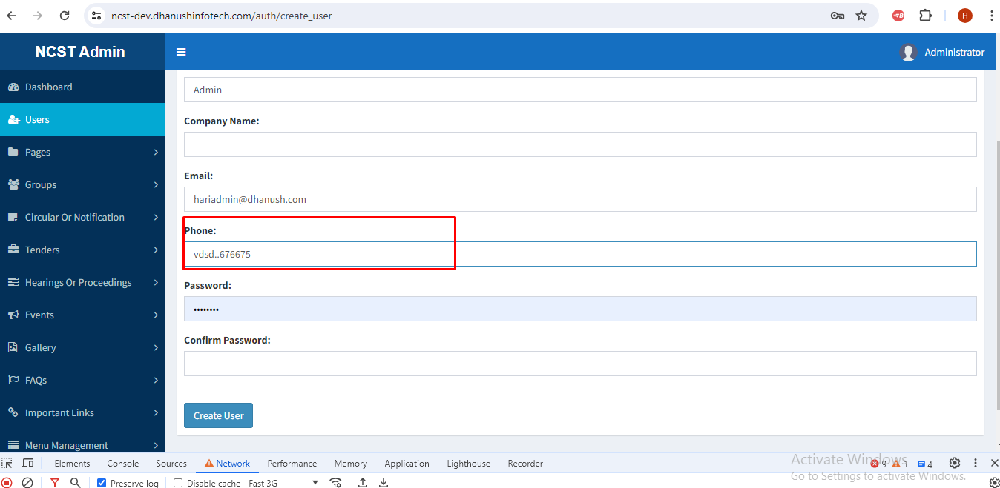 ncst-dev.dhanushinfotech.com/auth/create_user
H
NCST Admin
Administrator
Dashboard
Users
Pages
Groups
Circular Or Notification
Tenders
Hearings Or Proceedings
Events
Gallery
FAQs
Important Links
Menu Management
Admin
Company Name:
Email:
hariadmin@dhanush.com
Phone:
vdsd..676675
Password:
••••••••
Confirm Password:
Create User
Activate Windows
Go to Settings to activate Windows.
Elements Console Sources Network Performance Memory Application Lighthouse Recorder 9 1 4
Preserve log Disable cache Fast 3G